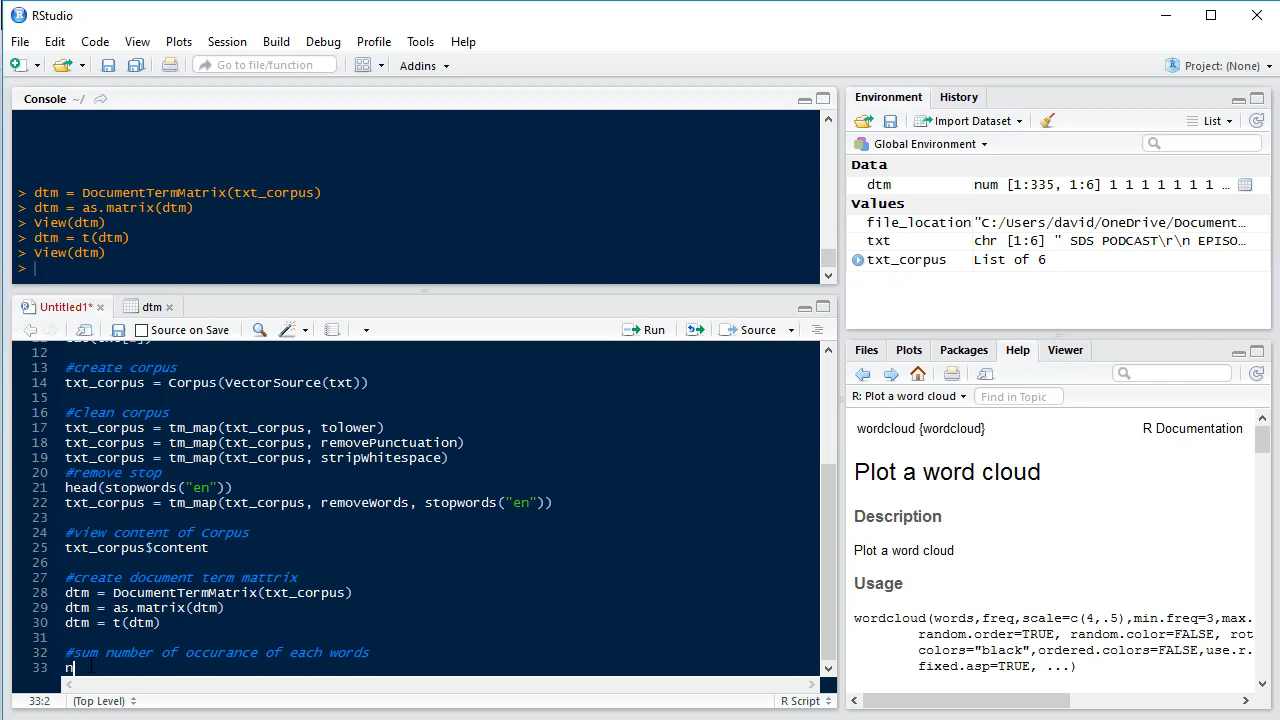 RStudio
File Edit Code View Plots Session Build Debug Profile Tools Help
Go to file/function Addins Project: (None)
Console ~/
> dtm = DocumentTermMatrix(txt_corpus)
> dtm = as.matrix(dtm)
> View(dtm)
> dtm = t(dtm)
> View(dtm)
>
Untitled1* dtm
Source on Save Run Source
12
13 #create corpus
14 txt_corpus = Corpus(VectorSource(txt))
15
16 #clean corpus
17 txt_corpus = tm_map(txt_corpus, tolower)
18 txt_corpus = tm_map(txt_corpus, removePunctuation)
19 txt_corpus = tm_map(txt_corpus, stripWhitespace)
20 #remove stop
21 head(stopwords("en"))
22 txt_corpus = tm_map(txt_corpus, removeWords, stopwords("en"))
23
24 #view content of Corpus
25 txt_corpus$content
26
27 #create document term mattrix
28 dtm = DocumentTermMatrix(txt_corpus)
29 dtm = as.matrix(dtm)
30 dtm = t(dtm)
31
32 #sum number of occurance of each words
33 n
33:2 (Top Level) R Script
Environment History
Import Dataset List
Global Environment
Data
dtm num [1:335, 1:6] 1 1 1 1 1 1 1 ...
Values
file_location "C:/Users/david/OneDrive/Document...
txt chr [1:6] " SDS PODCAST\r\n EPISO...
txt_corpus List of 6
Files Plots Packages Help Viewer
R: Plot a word cloud Find in Topic
wordcloud {wordcloud} R Documentation
Plot a word cloud
Description
Plot a word cloud
Usage
wordcloud(words,freq,scale=c(4,.5),min.freq=3,max.
random.order=TRUE, random.color=FALSE, rot
colors="black",ordered.colors=FALSE,use.r.
fixed.asp=TRUE, ...)